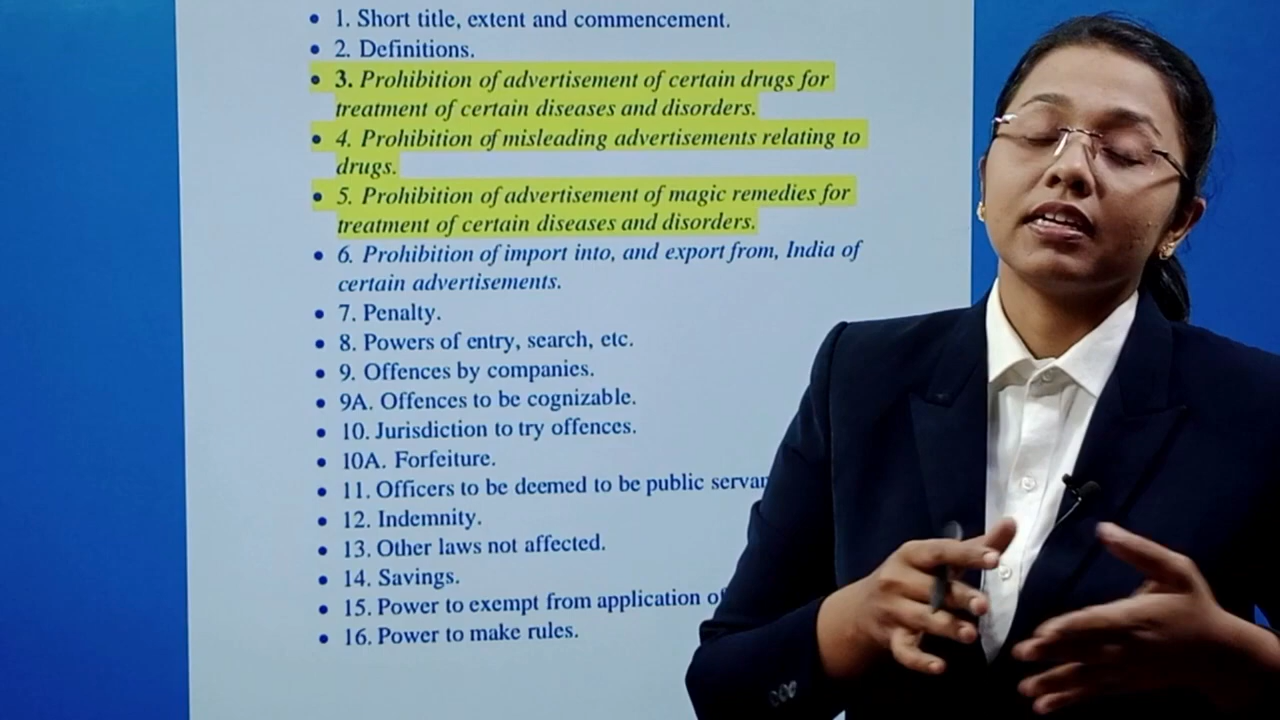 • 1. Short title, extent and commencement.
• 2. Definitions.
• 3. Prohibition of advertisement of certain drugs for
treatment of certain diseases and disorders.
• 4. Prohibition of misleading advertisements relating to
drugs.
• 5. Prohibition of advertisement of magic remedies for
treatment of certain diseases and disorders.
• 6. Prohibition of import into, and export from, India of
certain advertisements.
• 7. Penalty.
• 8. Powers of entry, search, etc.
• 9. Offences by companies.
• 9A. Offences to be cognizable.
• 10. Jurisdiction to try offences.
• 10A. Forfeiture.
• 11. Officers to be deemed to be public
• 12. Indemnity.
• 13. Other laws not affected.
• 14. Savings.
• 15. Power to exempt from application
• 16. Power to make rules.